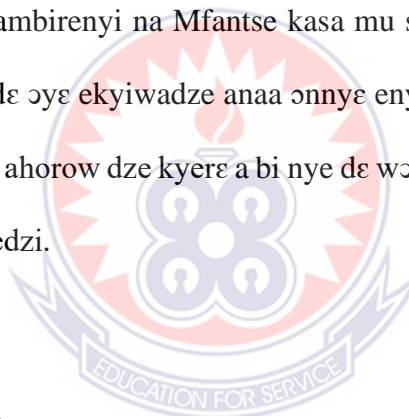 ambirenyi na Mfantse kasa mu s
dɛ ɔyɛ ekyiwadze anaa ɔnnyɛ eny
ahorow dze kyerɛ a bi nye dɛ wɔ
edzi.
EDUCATION FOR SERVICE